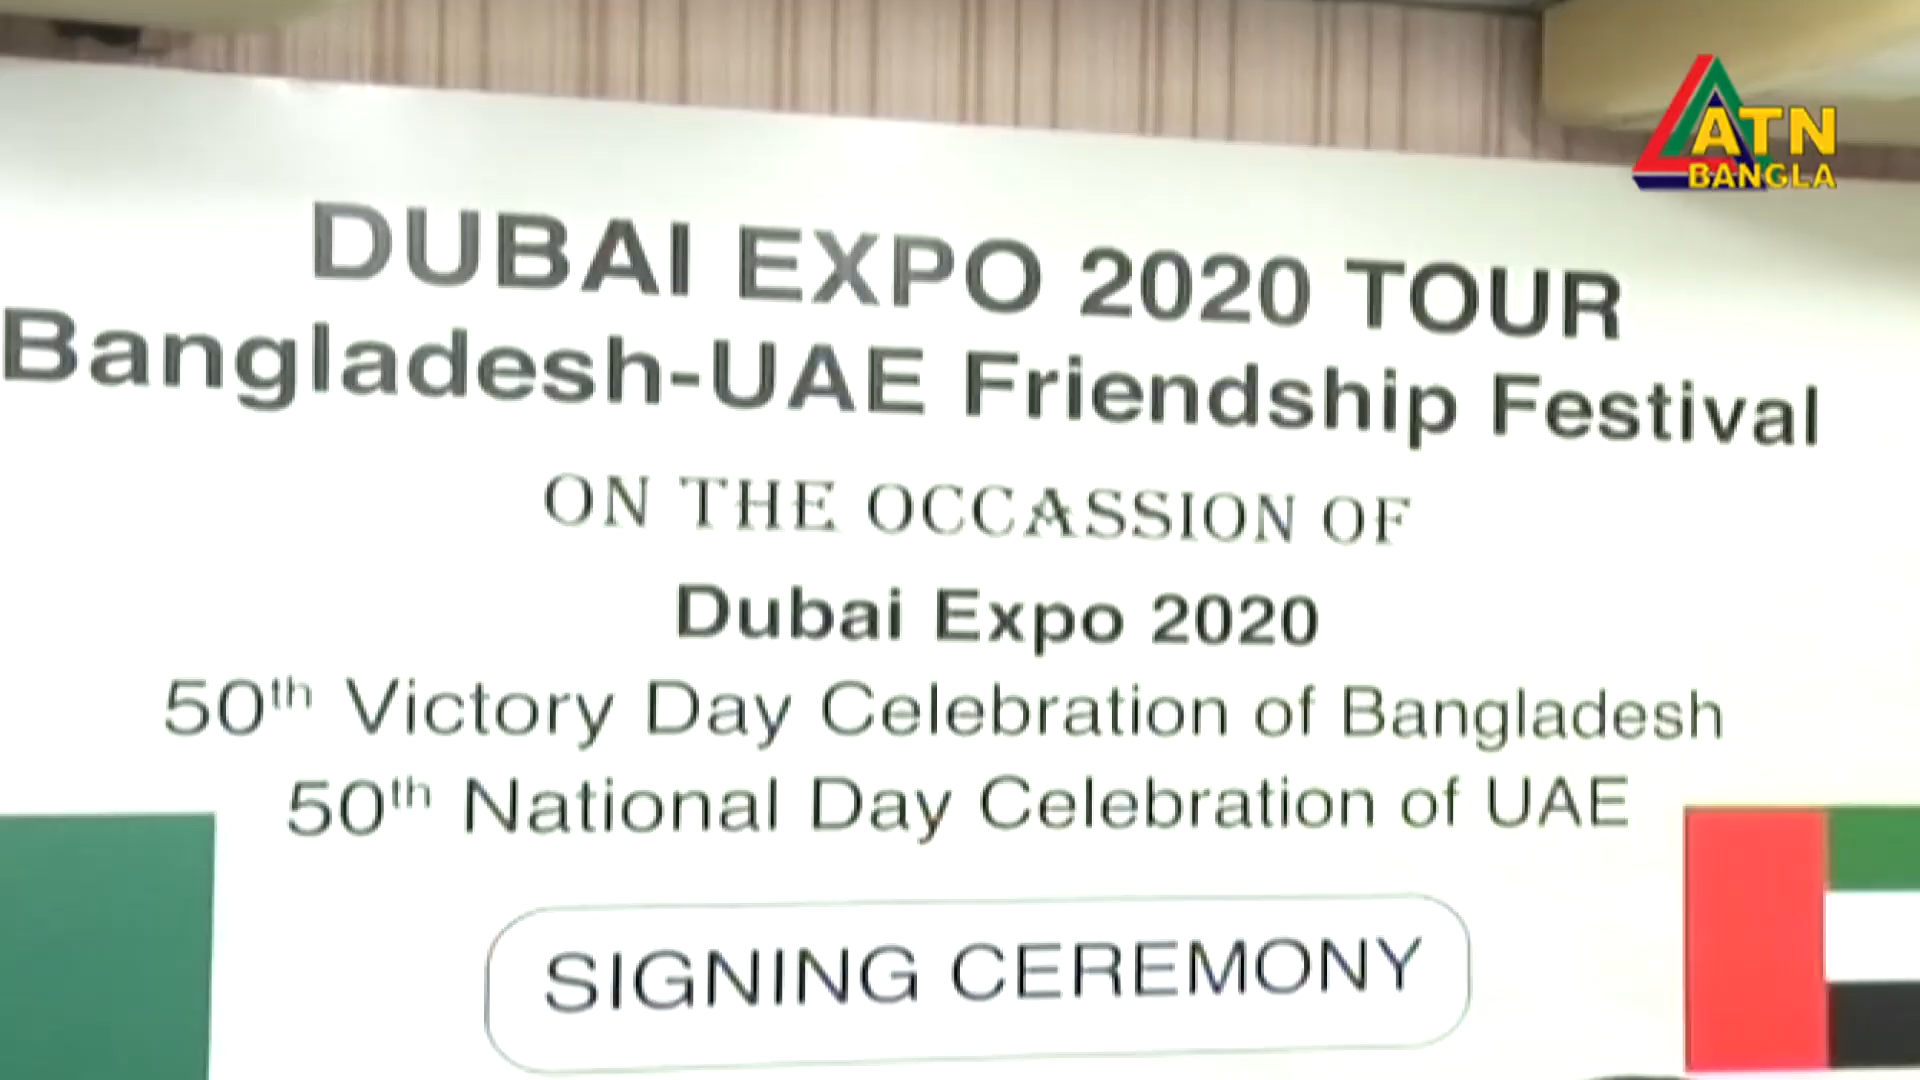 ATN
BANGLA
DUBAI EXPO 2020 TOUR
Bangladesh-UAE Friendship Festival
ON THE OCCASSION OF
Dubai Expo 2020
50th Victory Day Celebration of Bangladesh
50th National Day Celebration of UAE
SIGNING CEREMONY